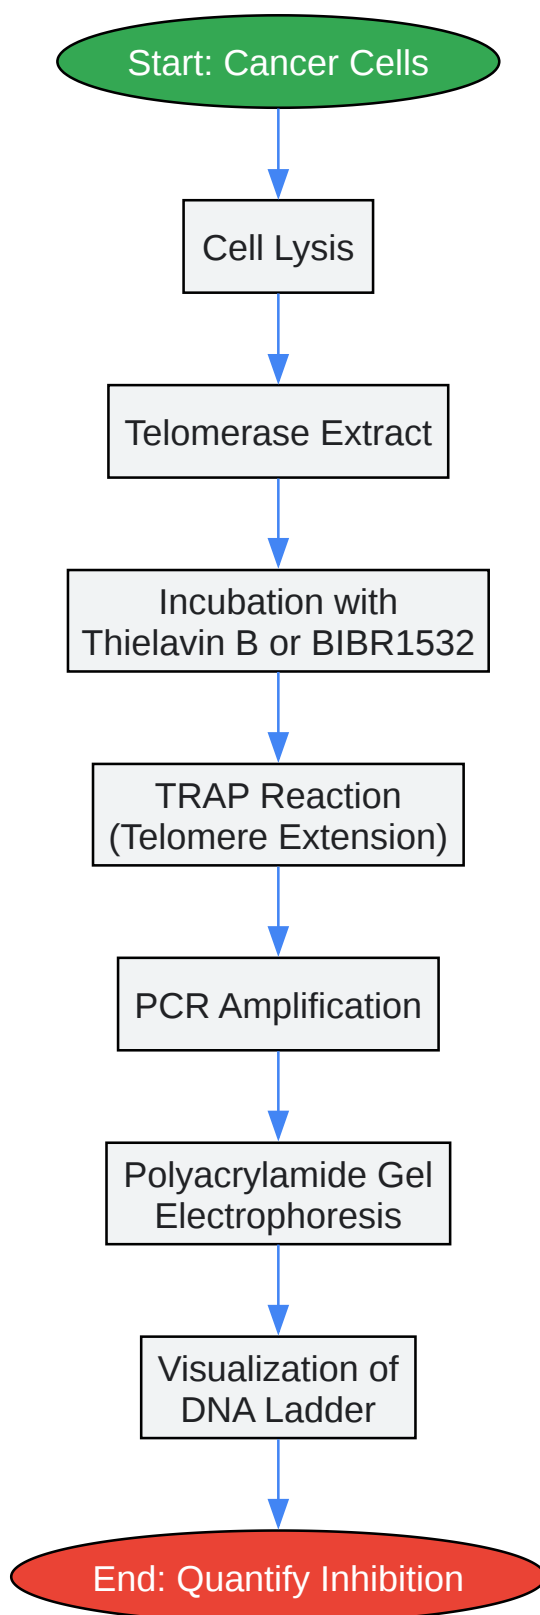 Start: Cancer Cells
Cell Lysis
Telomerase Extract
Incubation with
Thielavin B or BIBR1532
TRAP Reaction
(Telomere Extension)
PCR Amplification
Polyacrylamide Gel
Electrophoresis
Visualization of
DNA Ladder
End: Quantify Inhibition